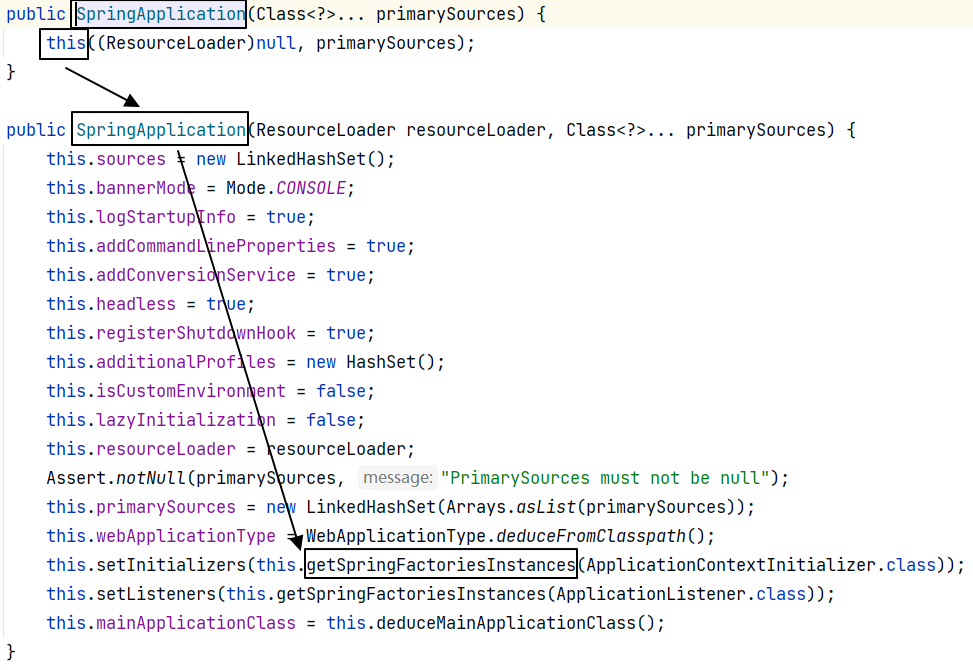 public SpringApplication(Class<?>... primarySources) {
    this((ResourceLoader)null, primarySources);
}
public SpringApplication(ResourceLoader resourceLoader, Class<?>... primarySources) {
    this.sources = new LinkedHashSet();
    this.bannerMode = Mode.CONSOLE;
    this.logStartupInfo = true;
    this.addCommandLineProperties = true;
    this.addConversionService = true;
    this.headless = true;
    this.registerShutdownHook = true;
    this.additionalProfiles = new HashSet();
    this.isCustomEnvironment = false;
    this.lazyInitialization = false;
    this.resourceLoader = resourceLoader;
    Assert.notNull(primarySources, message: "PrimarySources must not be null");
    this.primarySources = new LinkedHashSet(Arrays.asList(primarySources));
    this.webApplicationType = WebApplicationType.deduceFromClasspath();
    this.setInitializers(this.getSpringFactoriesInstances(ApplicationContextInitializer.class));
    this.setListeners(this.getSpringFactoriesInstances(ApplicationListener.class));
    this.mainApplicationClass = this.deduceMainApplicationClass();
}